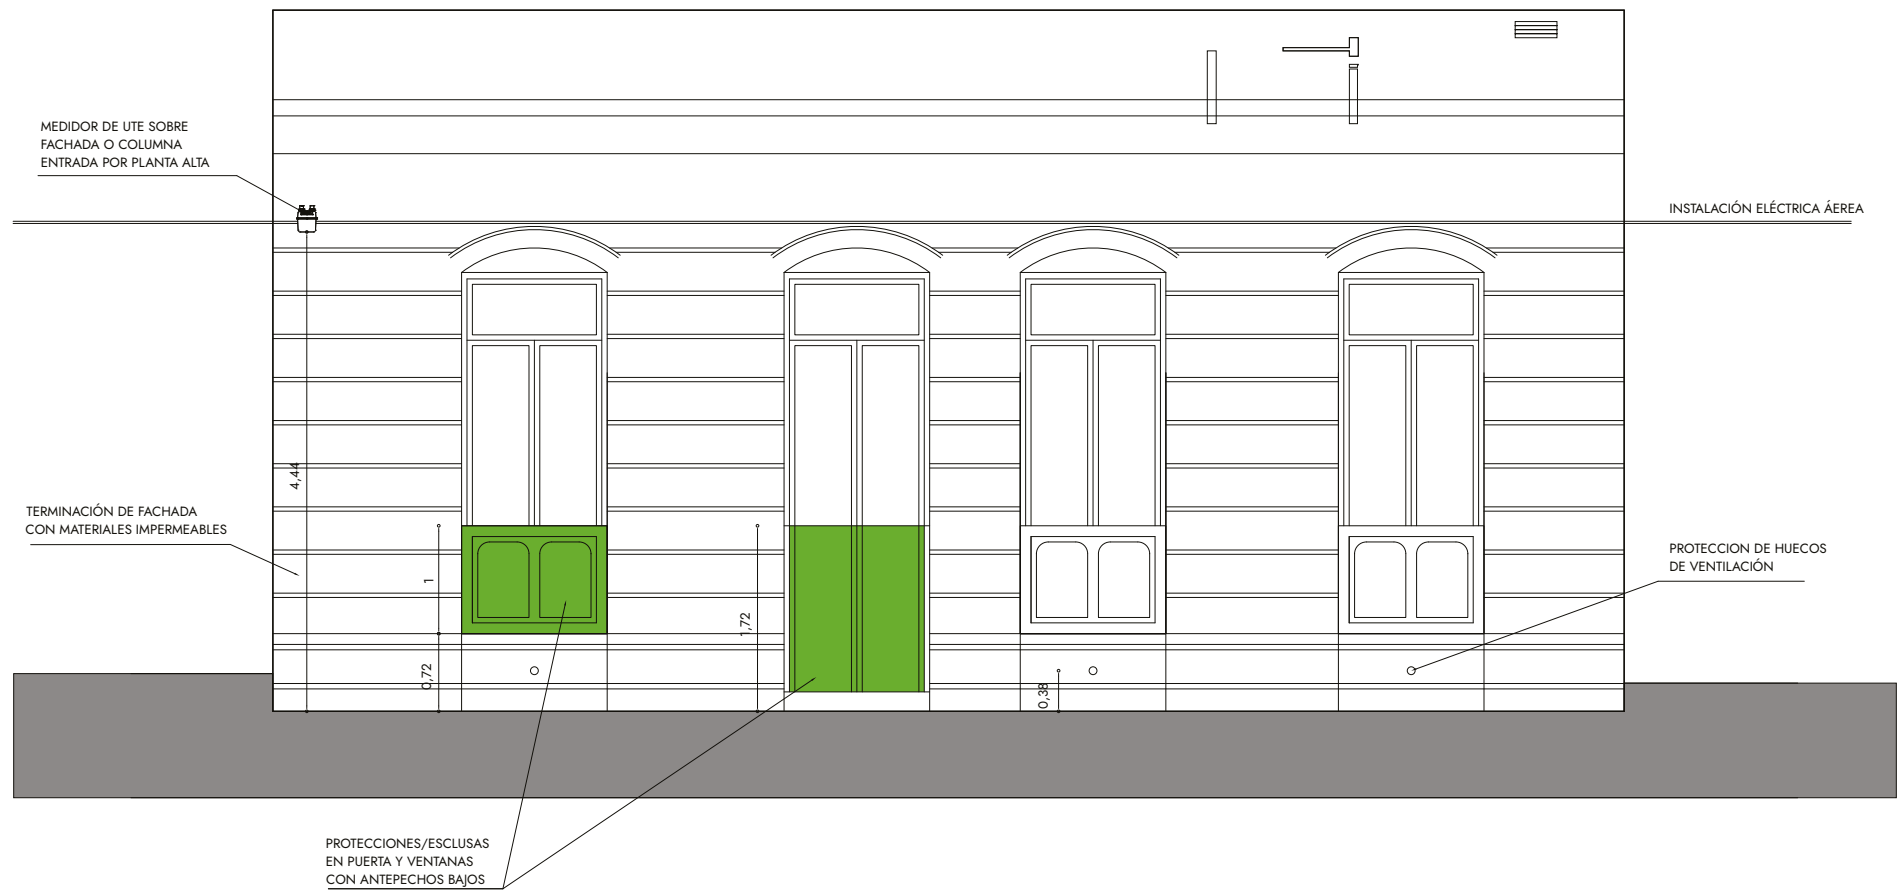 MEDIDOR DE UTE SOBRE
FACHADA O COLUMNA
ENTRADA POR PLANTA ALTA
INSTALACIÓN ELÉCTRICA ÁEREA
4,44
TERMINACIÓN DE FACHADA
CON MATERIALES IMPERMEABLES
PROTECCION DE HUECOS
DE VENTILACIÓN
1
1,72
0,72
0,38
PROTECCIONES/ESCLUSAS
EN PUERTA Y VENTANAS
CON ANTEPECHOS BAJOS